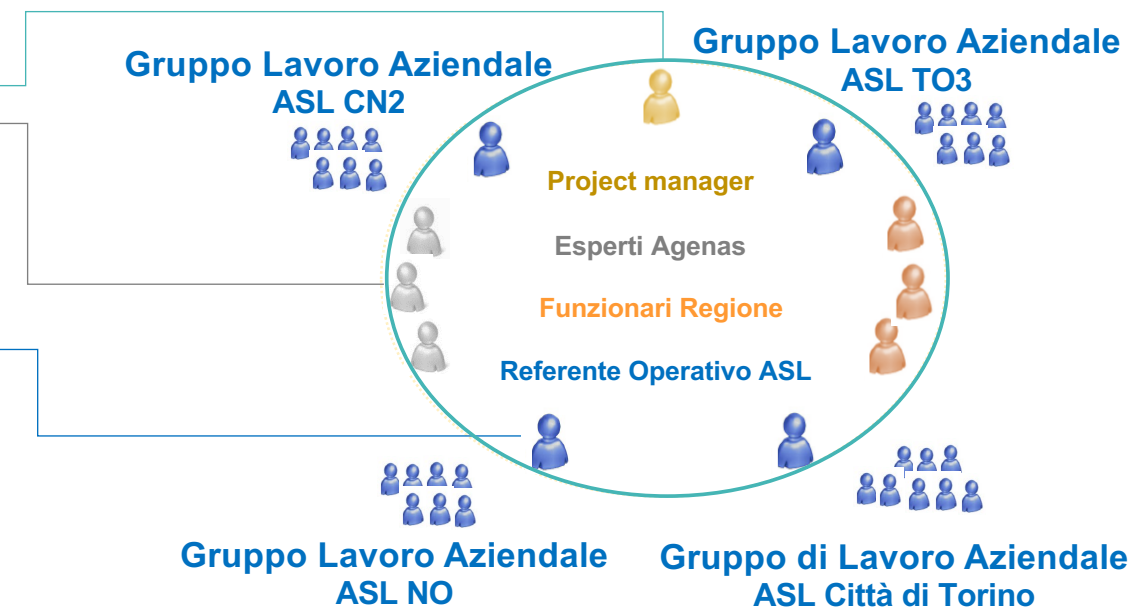 Gruppo Lavoro Aziendale
ASL CN2
Gruppo Lavoro Aziendale
ASL TO3
Project manager
Esperti Agenas
Funzionari Regione
Referente Operativo ASL
Gruppo Lavoro Aziendale
ASL NO
Gruppo di Lavoro Aziendale
ASL Città di Torino